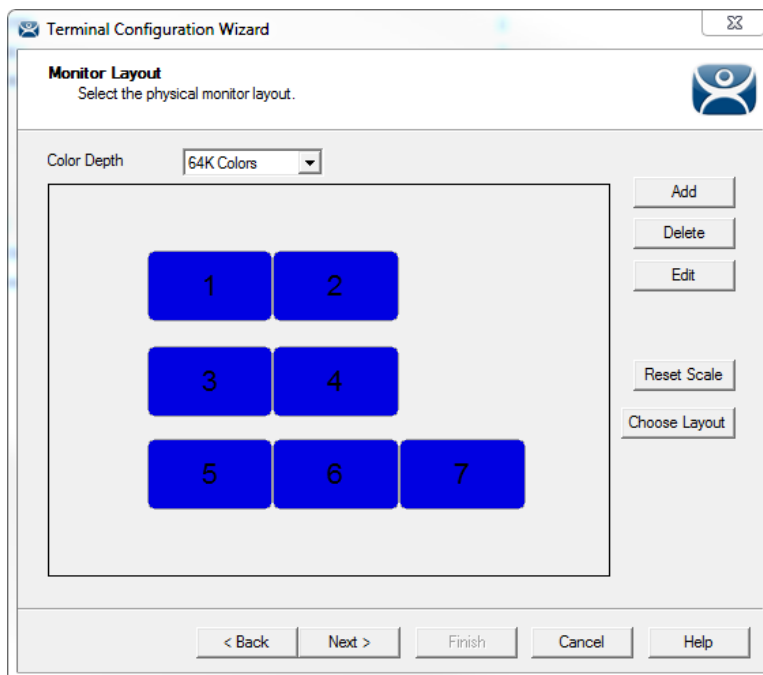 Terminal Configuration Wizard
Monitor Layout
Select the physical monitor layout.
Color Depth 64K Colors
Add
Delete
Edit
1 2
3 4
Reset Scale
Choose Layout
5 6 7
< Back Next > Finish Cancel Help